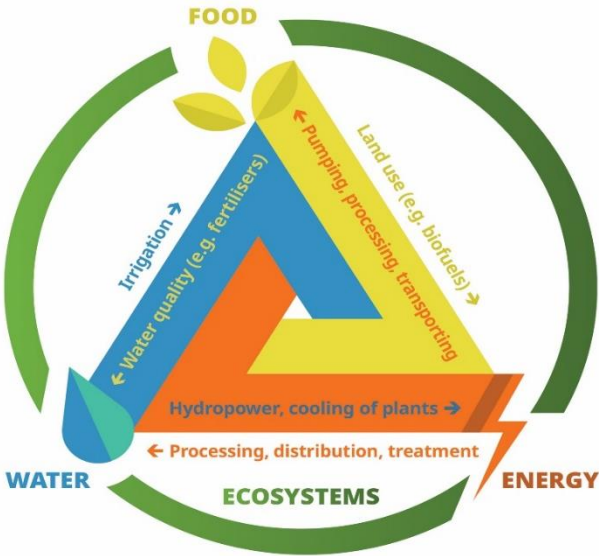 FOOD
Irrigation →
← Water quality (e.g. fertilisers)
Land use (e.g. biofuels) →
← Pumping, processing, transporting
Hydropower, cooling of plants →
← Processing, distribution, treatment
WATER
ENERGY
ECOSYSTEMS